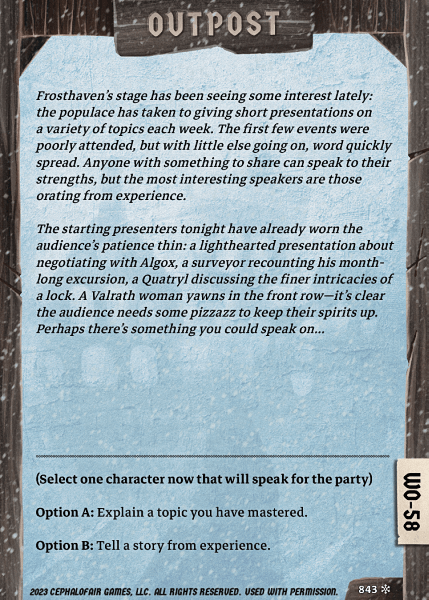 OUTPOST
Frosthaven's stage has been seeing some interest lately:
the populace has taken to giving short presentations on
a variety of topics each week. The first few events were
poorly attended, but with little else going on, word quickly
spread. Anyone with something to share can speak to their
strengths, but the most interesting speakers are those
orating from experience.
The starting presenters tonight have already worn the
audience's patience thin: a lighthearted presentation about
negotiating with Algox, a surveyor recounting his month-
long excursion, a Quatryl discussing the finer intricacies of
a lock. A Valrath woman yawns in the front row—it's clear
the audience needs some pizzazz to keep their spirits up.
Perhaps there's something you could speak on...
(Select one character now that will speak for the party)
Option A: Explain a topic you have mastered.
Option B: Tell a story from experience.
WO-58
2023 CEPHALOFAIR GAMES, LLC. ALL RIGHTS RESERVED. USED WITH PERMISSION.
843